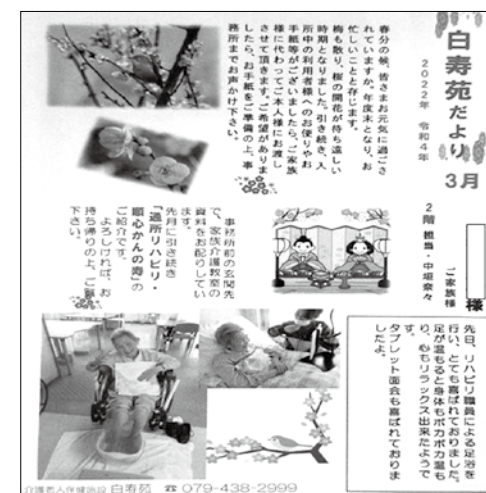 白寿苑だより 3月
2022年 令和4年
2階 担当・中垣奈々
ご家族様
様
春分の候、皆さまお元気に過ごさ
れていますか。年度末となり、お
忙しいことと存じます。
梅も散り、桜の開花が待ち遠しい
時期となりました。引き続き、入
所中の利用者様へのお便りやお
手紙等がございましたら、ご家族
様に代わってご本人様にお渡し
させて頂きます。ご希望がありま
したら、お手紙をご準備の上、事
務所までお声かけ下さい。
事務所前の玄関先
で、家族介護教室の
資料をお配りしてい
ます。
先月に引き続き
「通所リハビリ・
順心かんの寿」の
ご紹介です。
よろしければ、お
持ち帰りの上、ご覧
下さい。
先日、リハビリ職員による足浴を
行い、とても喜ばれておりました。
足が温もると身体もポカポカ温も
り、心もリラックス出来たようで
す。
タブレット面会も喜ばれておりま
したよ。
介護老人保健施設 白寿苑 ☎ 079-438-2999